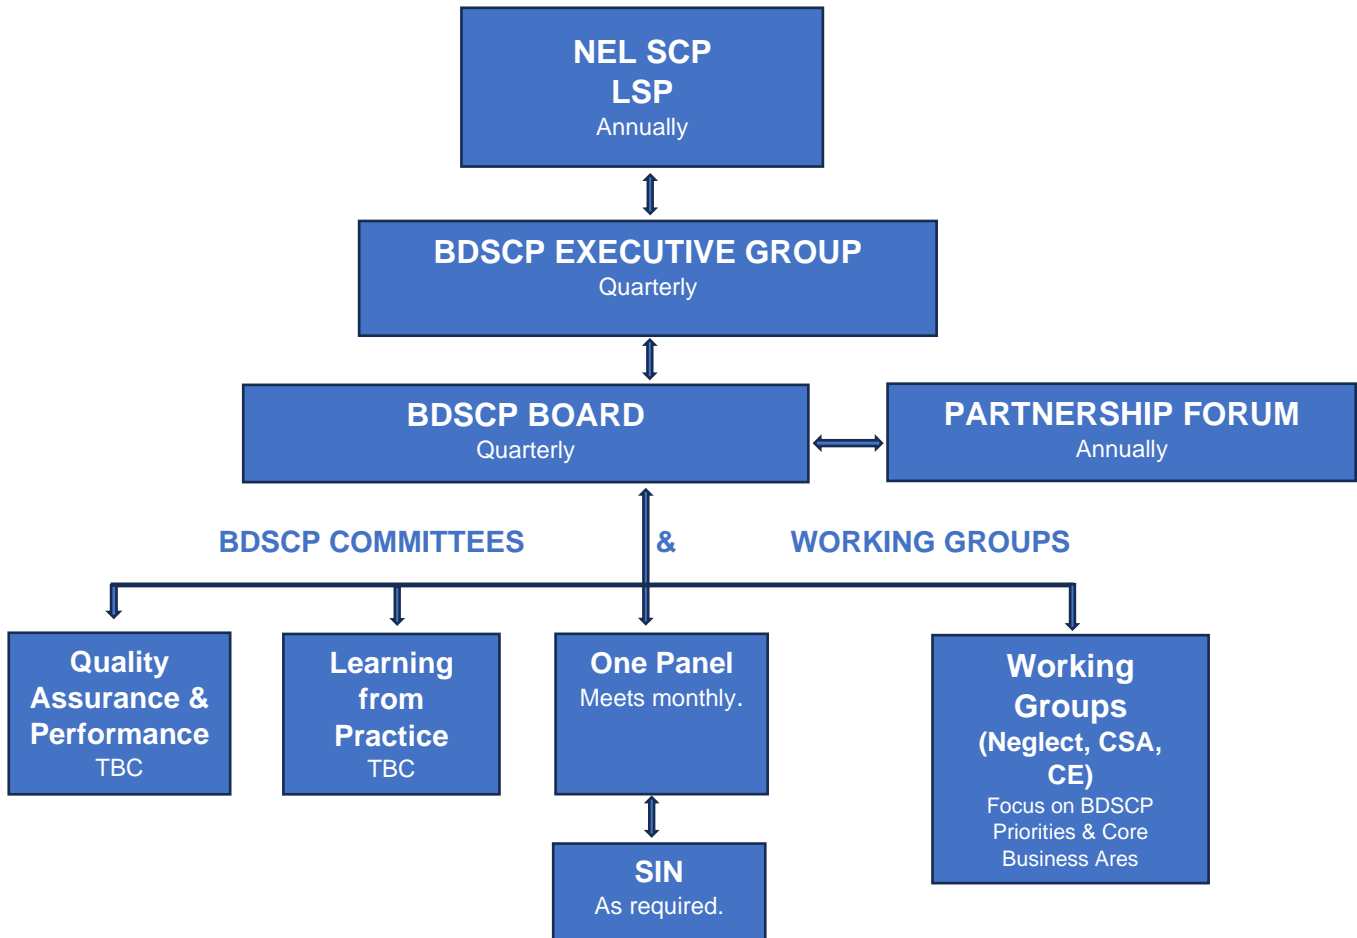 NEL SCP
LSP
Annually
BDSCP EXECUTIVE GROUP
Quarterly
BDSCP BOARD
Quarterly
PARTNERSHIP FORUM
Annually
BDSCP COMMITTEES & WORKING GROUPS
Quality
Assurance &
Performance
TBC
Learning
from
Practice
TBC
One Panel
Meets monthly.
Working
Groups
(Neglect, CSA,
CE)
Focus on BDSCP
Priorities & Core
Business Ares
SIN
As required.